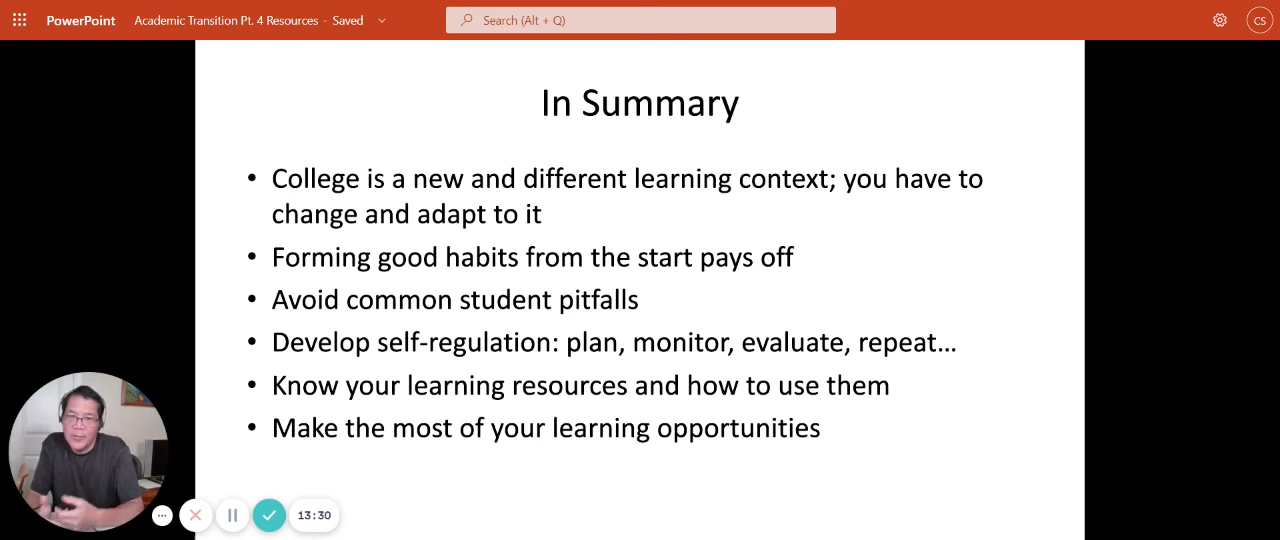 PowerPoint Academic Transition Pt. 4 Resources - Saved Search (Alt + Q) CS
In Summary
• College is a new and different learning context; you have to
change and adapt to it
• Forming good habits from the start pays off
• Avoid common student pitfalls
• Develop self-regulation: plan, monitor, evaluate, repeat...
• Know your learning resources and how to use them
• Make the most of your learning opportunities
13:30